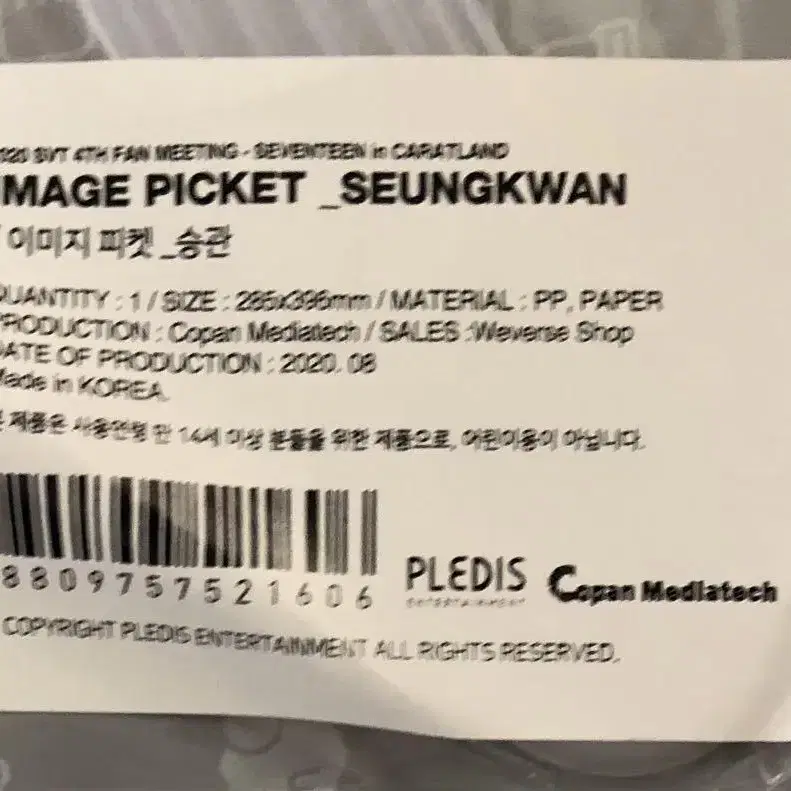 020 SVT 4TH FAN MEETING - SEVENTEEN in CARATLAND
MAGE PICKET _SEUNGKWAN
/ 이미지 피켓 _승관
QUANTITY : 1 / SIZE : 285x396mm / MATERIAL : PP, PAPER
PRODUCTION : Copan Mediatech / SALES :Weverse Shop
DATE OF PRODUCTION : 2020. 08
Made in KOREA
본 제품은 사용연령 만 14세 이상 분들을 위한 제품으로, 어린이용이 아닙니다.
8809757521606
PLEDIS
ENTERTAINMENT
Copan Mediatech
COPYRIGHT PLEDIS ENTERTAINMENT ALL RIGHTS RESERVED.